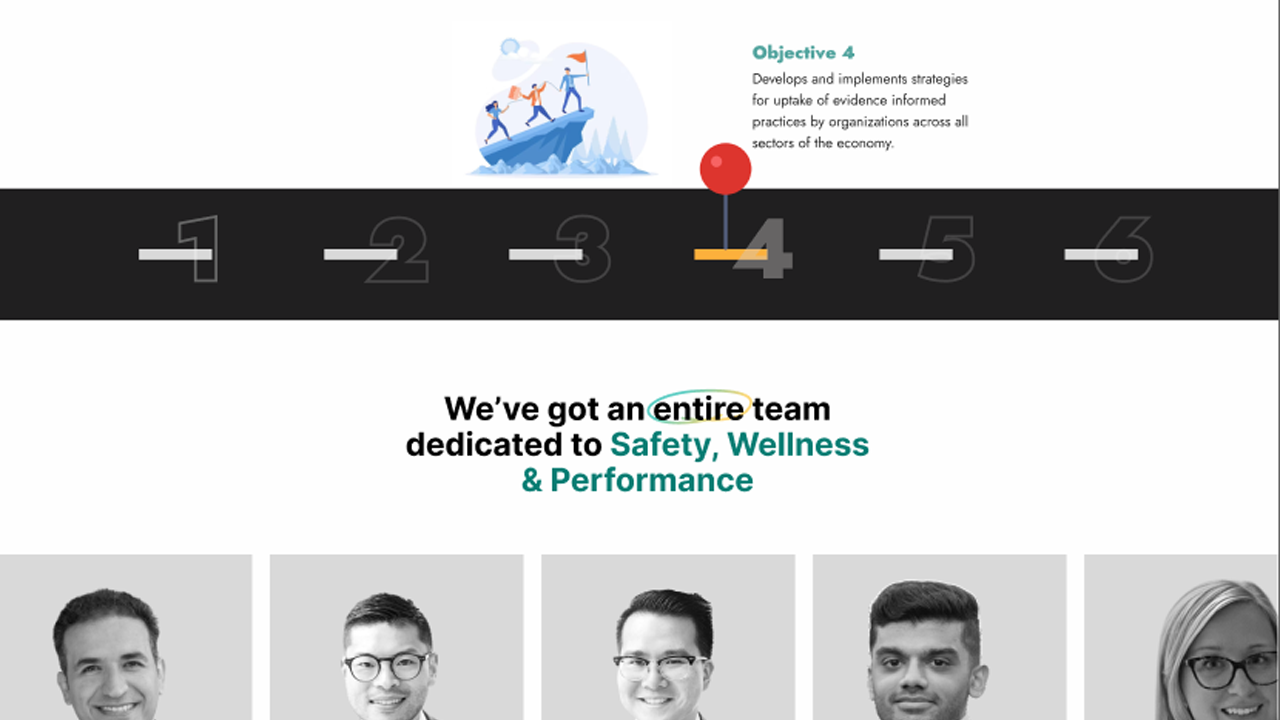 Objective 4
Develops and implements strategies
for uptake of evidence informed
practices by organizations across all
sectors of the economy.
1 2 3 4 5 6
We’ve got an entire team
dedicated to Safety, Wellness
& Performance